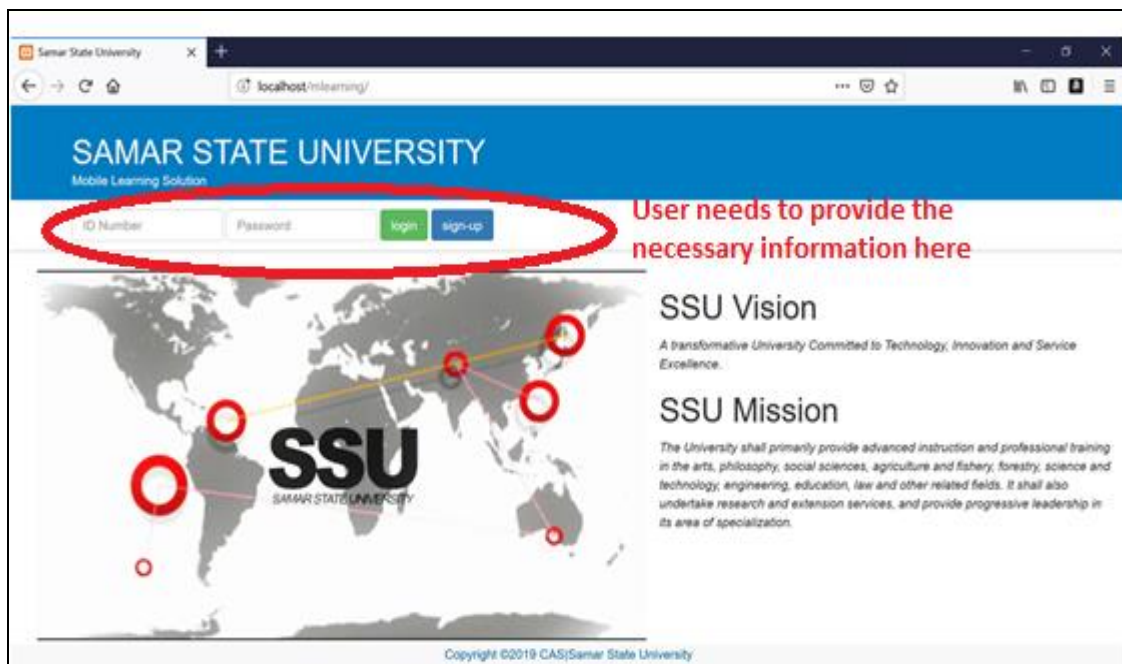 Samar State University
localhost/mlearning/
SAMAR STATE UNIVERSITY
Mobile Learning Solution
ID Number
Password
login
sign-up
User needs to provide the
necessary information here
SSU Vision
A transformative University Committed to Technology, Innovation and Service
Excellence.
SSU Mission
The University shall primarily provide advanced instruction and professional training
in the arts, philosophy, social sciences, agriculture and fishery, forestry, science and
technology, engineering, education, law and other related fields. It shall also
undertake research and extension services, and provide progressive leadership in
its area of specialization.
SSU
SAMAR STATE UNIVERSITY
Copyright ©2019 CAS|Samar State University